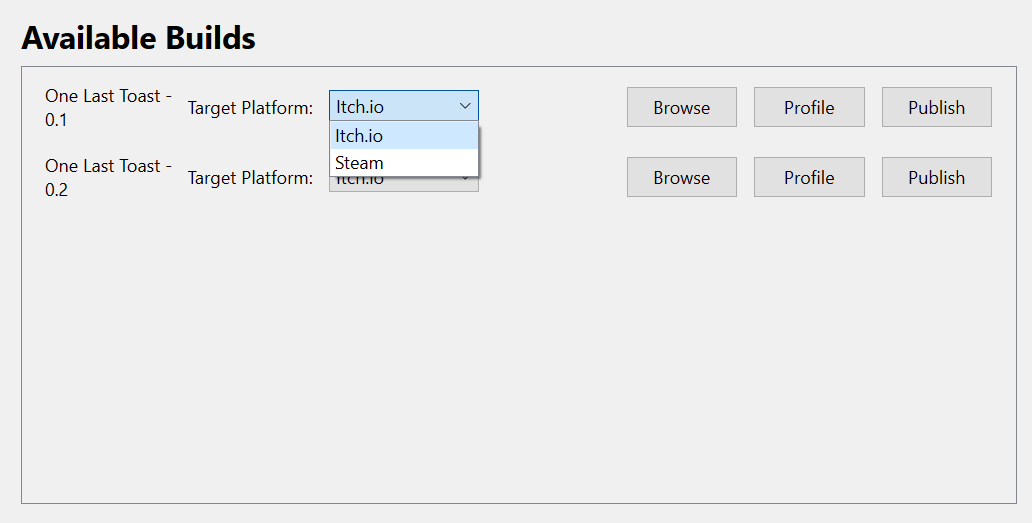 Available Builds
One Last Toast -
0.1
Target Platform:
Itch.io
Browse
Profile
Publish
Itch.io
Steam
One Last Toast -
0.2
Target Platform:
Itch.io
Browse
Profile
Publish